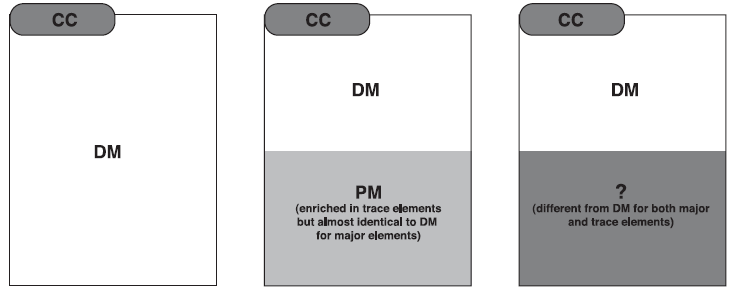 CC
DM
CC
DM
PM
(enriched in trace elements
but almost identical to DM
for major elements)
CC
DM
?
(different from DM for both major
and trace elements)